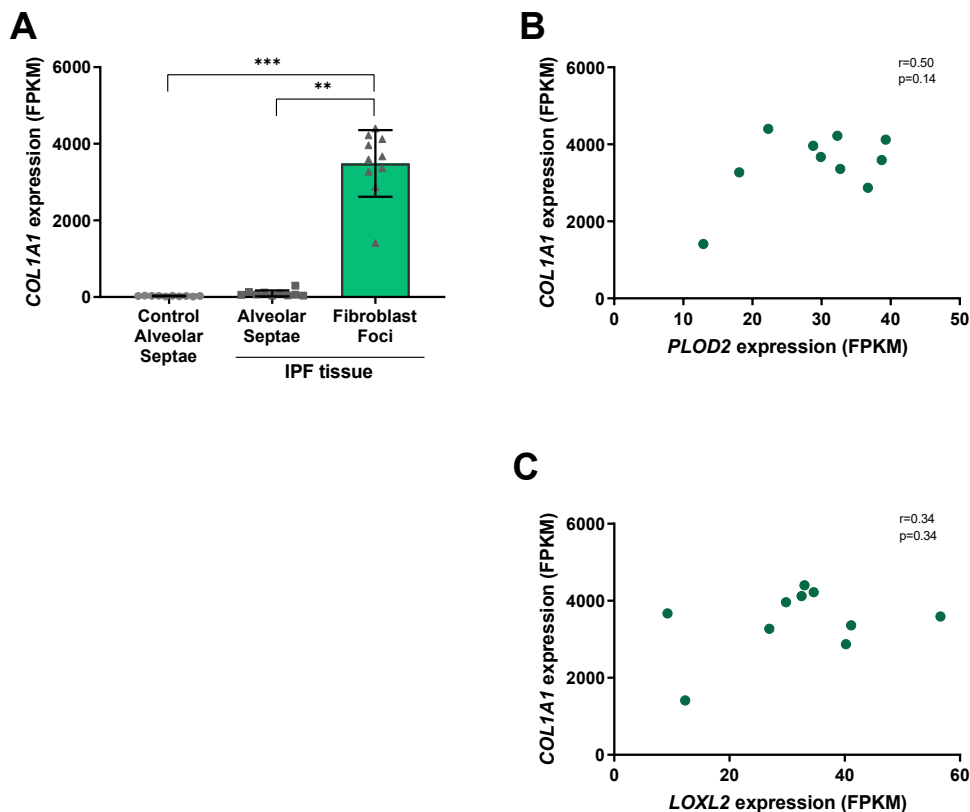 A
COL1A1 expression (FPKM)
6000
4000
2000
0
***
**
Control
Alveolar
Septae
Alveolar
Septae
Fibroblast
Foci
IPF tissue
B
r=0.50
p=0.14
COL1A1 expression (FPKM)
6000
4000
2000
0
0 10 20 30 40 50
PLOD2 expression (FPKM)
C
r=0.34
p=0.34
COL1A1 expression (FPKM)
6000
4000
2000
0
0 20 40 60
LOXL2 expression (FPKM)